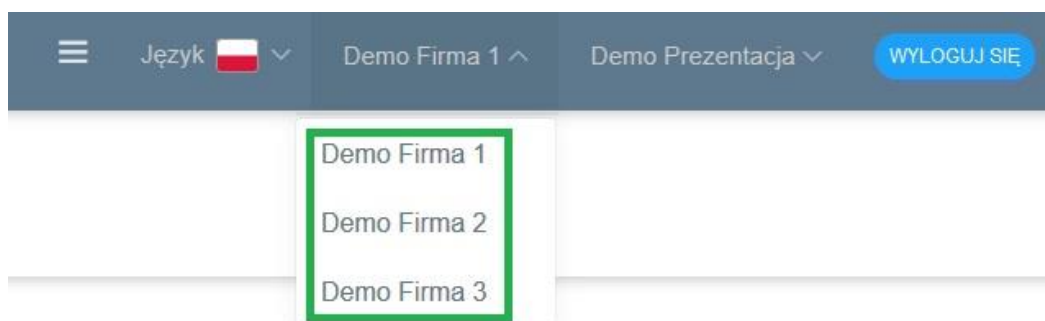 Język Demo Firma 1 Demo Prezentacja WYLOGUJ SIĘ
Demo Firma 1
Demo Firma 2
Demo Firma 3